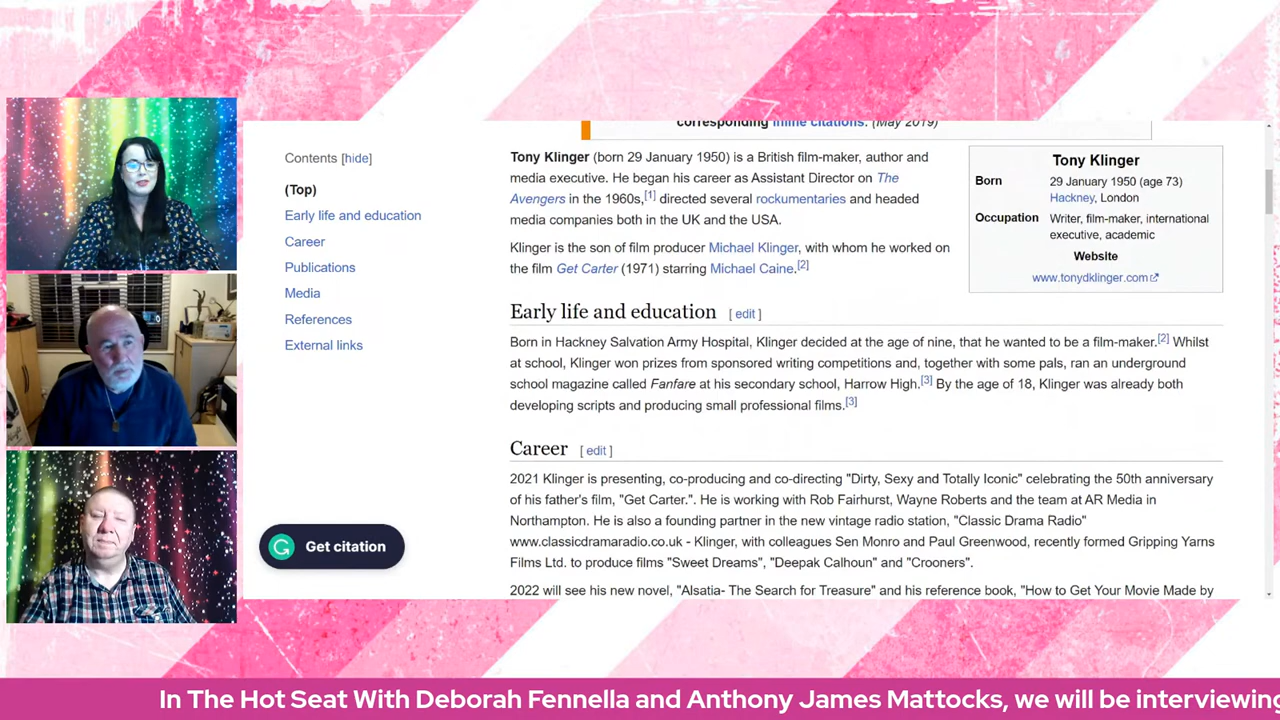 corresponding inline citations. (May 2019)
Contents [hide]
(Top)
Early life and education
Career
Publications
Media
References
External links
Get citation
Tony Klinger (born 29 January 1950) is a British film-maker, author and
media executive. He began his career as Assistant Director on The
Avengers in the 1960s,[1] directed several rockumentaries and headed
media companies both in the UK and the USA.
Klinger is the son of film producer Michael Klinger, with whom he worked on
the film Get Carter (1971) starring Michael Caine.[2]
Tony Klinger
Born 29 January 1950 (age 73)
Hackney, London
Occupation Writer, film-maker, international
executive, academic
Website
www.tonydklinger.com
Early life and education [ edit ]
Born in Hackney Salvation Army Hospital, Klinger decided at the age of nine, that he wanted to be a film-maker.[2] Whilst
at school, Klinger won prizes from sponsored writing competitions and, together with some pals, ran an underground
school magazine called Fanfare at his secondary school, Harrow High.[3] By the age of 18, Klinger was already both
developing scripts and producing small professional films.[3]
Career [ edit ]
2021 Klinger is presenting, co-producing and co-directing "Dirty, Sexy and Totally Iconic" celebrating the 50th anniversary
of his father's film, "Get Carter.". He is working with Rob Fairhurst, Wayne Roberts and the team at AR Media in
Northampton. He is also a founding partner in the new vintage radio station, "Classic Drama Radio"
www.classicdramaradio.co.uk - Klinger, with colleagues Sen Monro and Paul Greenwood, recently formed Gripping Yarns
Films Ltd. to produce films "Sweet Dreams", "Deepak Calhoun" and "Crooners".
2022 will see his new novel, "Alsatia- The Search for Treasure" and his reference book, "How to Get Your Movie Made by
In The Hot Seat With Deborah Fennella and Anthony James Mattocks, we will be interviewing